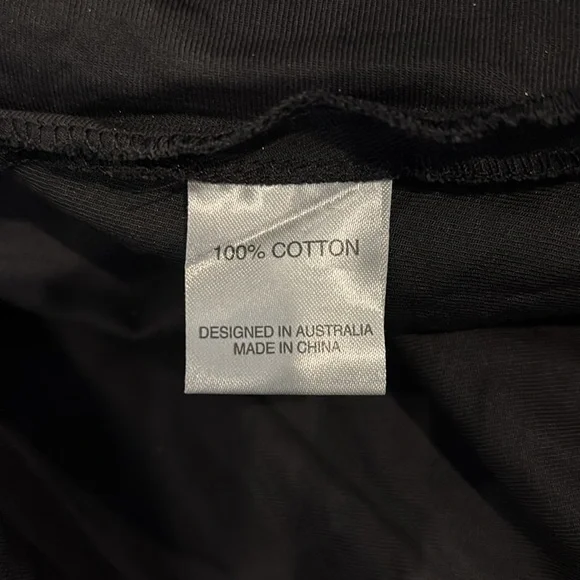 100% COTTON
DESIGNED IN AUSTRALIA
MADE IN CHINA